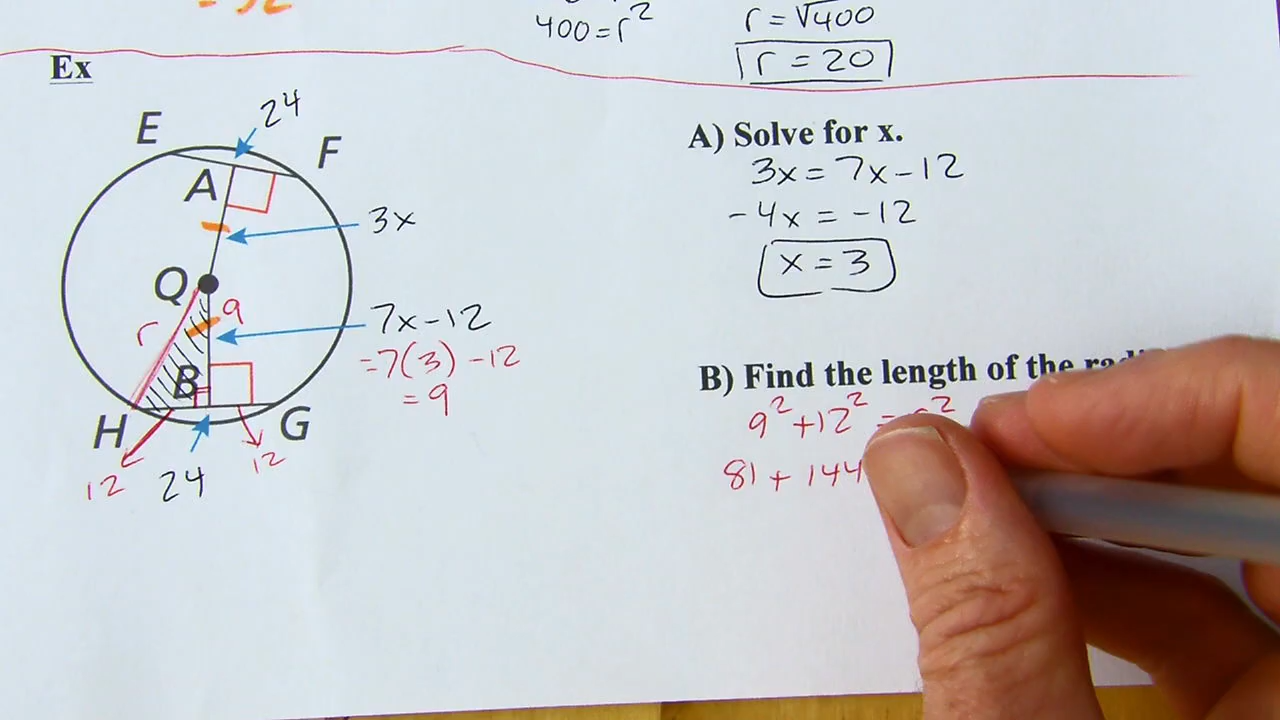 400 = r²
r = √400
r = 20
Ex
24
E
F
A
3x
Q
9
r
7x - 12
= 7(3) - 12
= 9
B
H
G
12
24
12
A) Solve for x.
3x = 7x - 12
-4x = -12
x = 3
B) Find the length of the
9² + 12² =
81 + 144